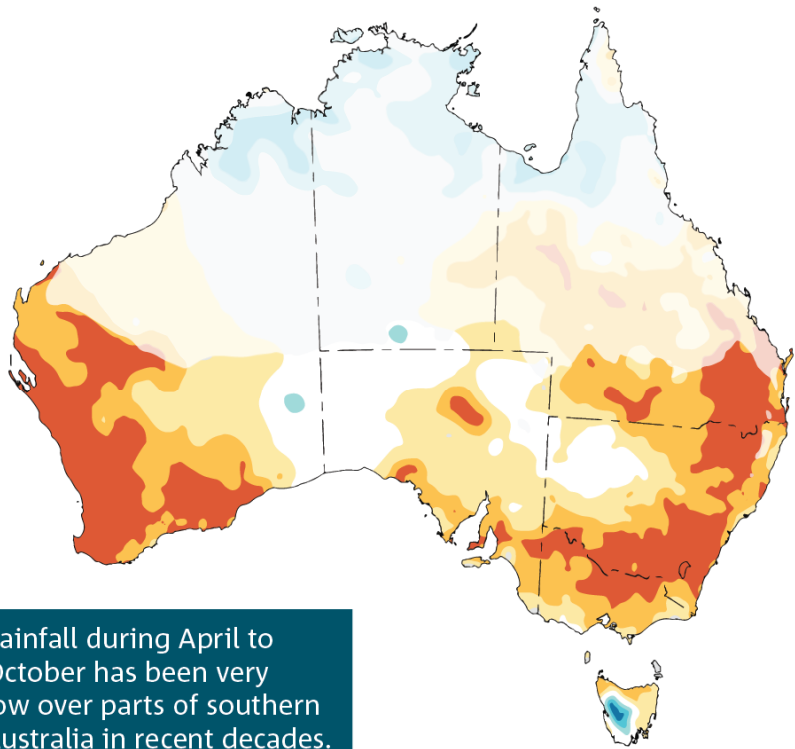 ainfall during April to
October has been very
ow over parts of southern
ustralia in recent decades.